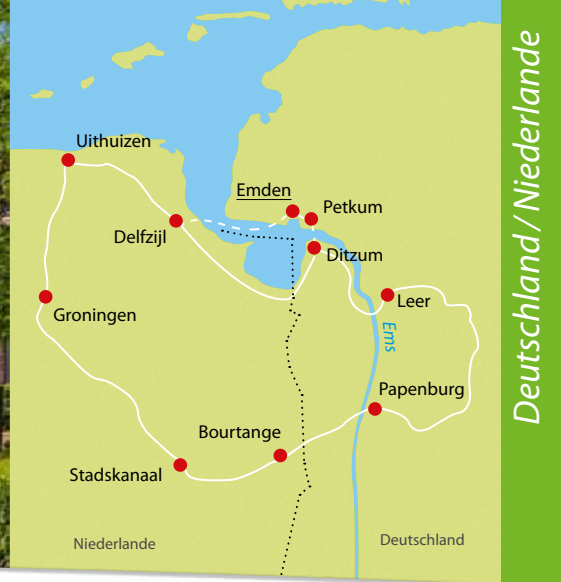 Uithuizen
Emden
Petkum
Delfzijl
Ditzum
Leer
Groningen
Ems
Papenburg
Bourtange
Stadskanaal
Niederlande
Deutschland
Deutschland / Niederlande